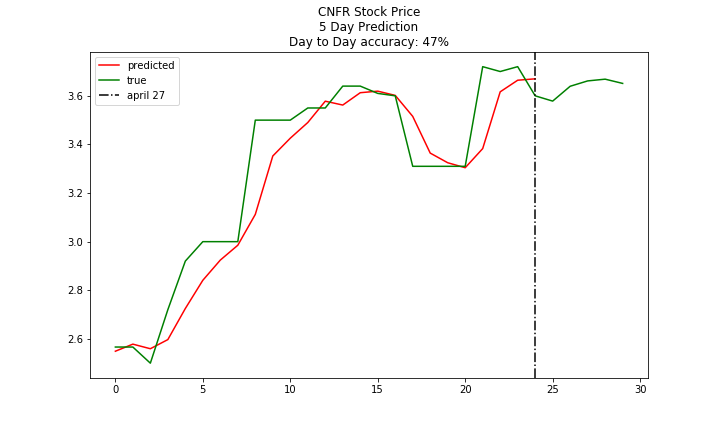 CNFR Stock Price
5 Day Prediction
Day to Day accuracy: 47%
predicted
true
april 27
3.6
3.4
3.2
3.0
2.8
2.6
0 5 10 15 20 25 30